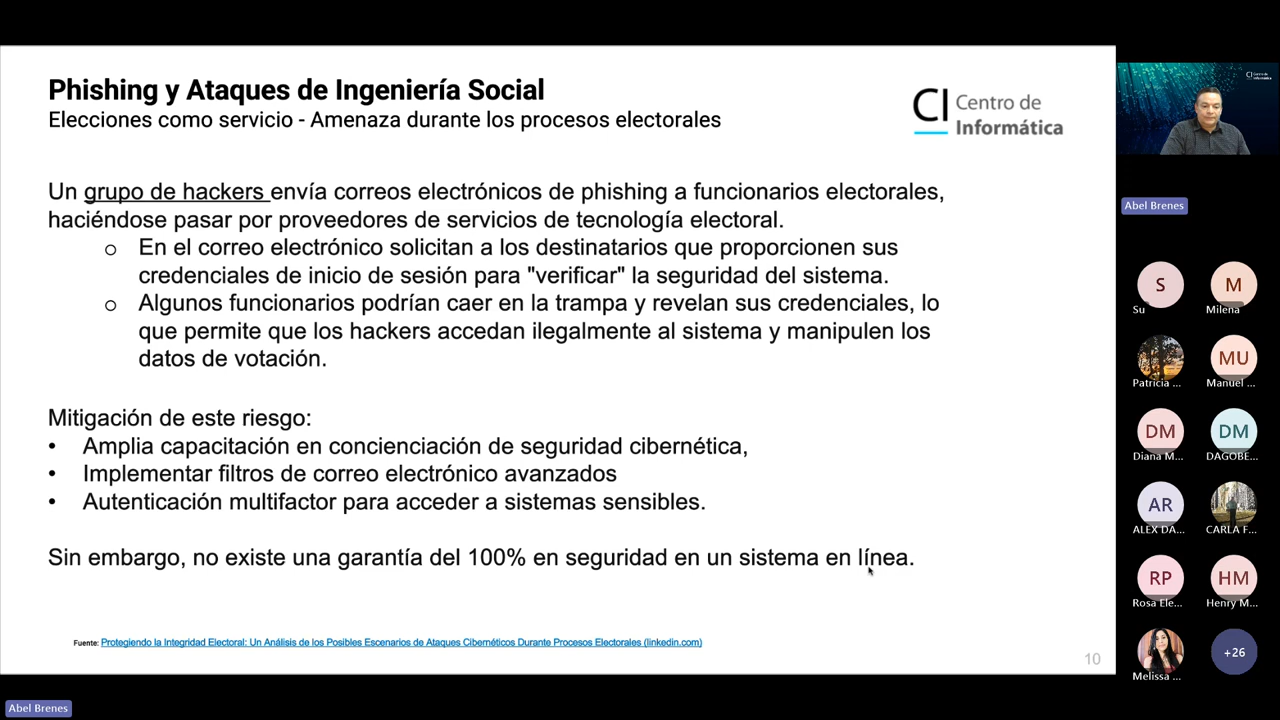 Phishing y Ataques de Ingeniería Social
Elecciones como servicio - Amenaza durante los procesos electorales
CI Centro de
Informática
Un grupo de hackers envía correos electrónicos de phishing a funcionarios electorales,
haciéndose pasar por proveedores de servicios de tecnología electoral.
o En el correo electrónico solicitan a los destinatarios que proporcionen sus
credenciales de inicio de sesión para "verificar" la seguridad del sistema.
o Algunos funcionarios podrían caer en la trampa y revelan sus credenciales, lo
que permite que los hackers accedan ilegalmente al sistema y manipulen los
datos de votación.
Mitigación de este riesgo:
• Amplia capacitación en concienciación de seguridad cibernética,
• Implementar filtros de correo electrónico avanzados
• Autenticación multifactor para acceder a sistemas sensibles.
Sin embargo, no existe una garantía del 100% en seguridad en un sistema en línea.
Fuente: Protegiendo la Integridad Electoral: Un Análisis de los Posibles Escenarios de Ataques Cibernéticos Durante Procesos Electorales (linkedin.com)
10
Abel Brenes
CI Centro de
Informática
Abel Brenes
S M
Su Milena
MU
Patricia ... Manuel ...
DM DM
Diana M... DAGOBE...
AR
ALEX DA... CARLA F...
RP HM
Rosa Ele... Henry M...
+26
Melissa ...